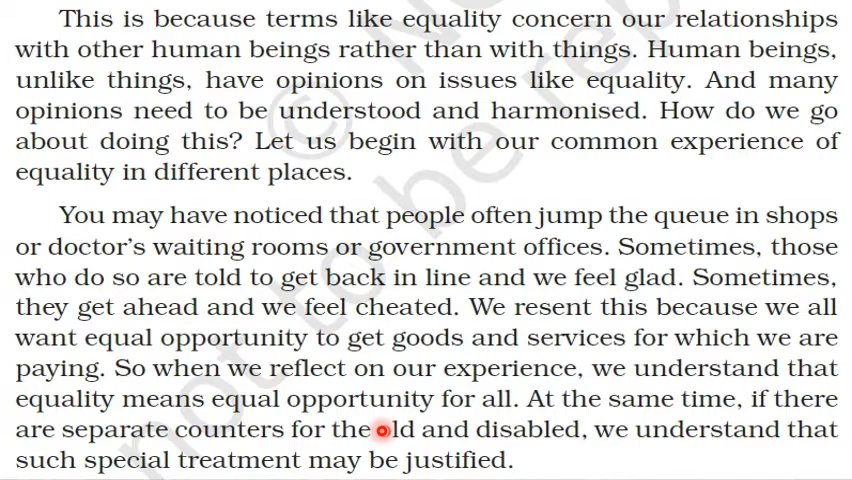 This is because terms like equality concern our relationships
with other human beings rather than with things. Human beings,
unlike things, have opinions on issues like equality. And many
opinions need to be understood and harmonised. How do we go
about doing this? Let us begin with our common experience of
equality in different places.
You may have noticed that people often jump the queue in shops
or doctor's waiting rooms or government offices. Sometimes, those
who do so are told to get back in line and we feel glad. Sometimes,
they get ahead and we feel cheated. We resent this because we all
want equal opportunity to get goods and services for which we are
paying. So when we reflect on our experience, we understand that
equality means equal opportunity for all. At the same time, if there
are separate counters for the old and disabled, we understand that
such special treatment may be justified.